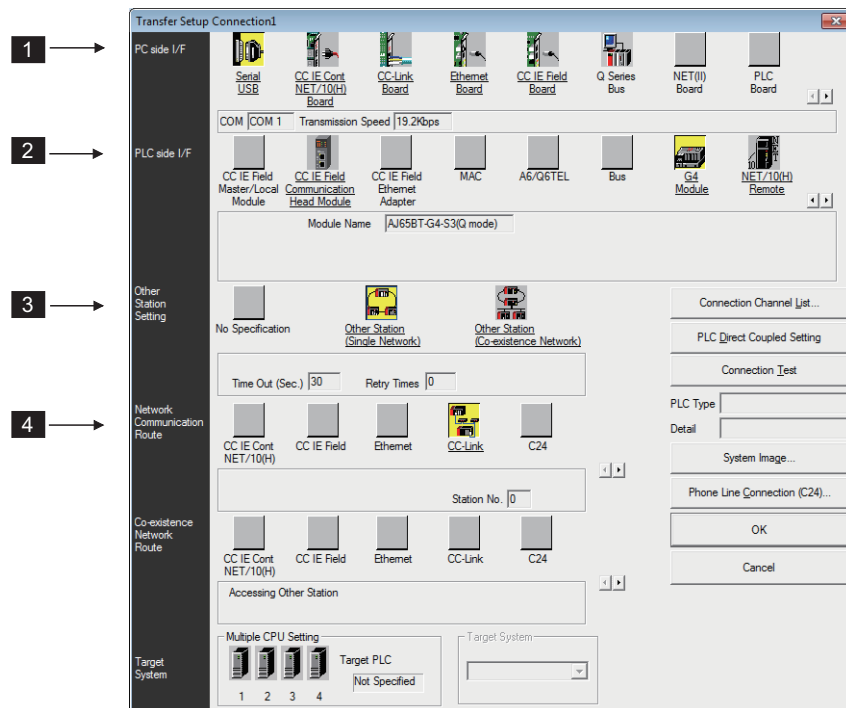 Transfer Setup Connection1
1
PC side I/F
Serial
USB
CC IE Cont
NET/10(H)
Board
CC-Link
Board
Ethernet
Board
CC IE Field
Board
Q Series
Bus
NET(II)
Board
PLC
Board
COM COM 1 Transmission Speed 19.2Kbps
2
PLC side I/F
CC IE Field
Master/Local
Module
CC IE Field
Communication
Head Module
CC IE Field
Ethernet
Adapter
MAC
A6/Q6TEL
Bus
G4
Module
NET/10(H)
Remote
Module Name AJ65BT-G4-S3(Q mode)
3
Other
Station
Setting
No Specification
Other Station
(Single Network)
Other Station
(Co-existence Network)
Time Out (Sec.) 30 Retry Times 0
Connection Channel List...
PLC Direct Coupled Setting
Connection Test
PLC Type
Detail
System Image...
Phone Line Connection (C24)...
OK
Cancel
4
Network
Communication
Route
CC IE Cont
NET/10(H)
CC IE Field
Ethernet
CC-Link
C24
Station No. 0
Co-existence
Network
Route
CC IE Cont
NET/10(H)
CC IE Field
Ethernet
CC-Link
C24
Accessing Other Station
Target
System
Multiple CPU Setting
1 2 3 4
Target PLC
Not Specified
Target System